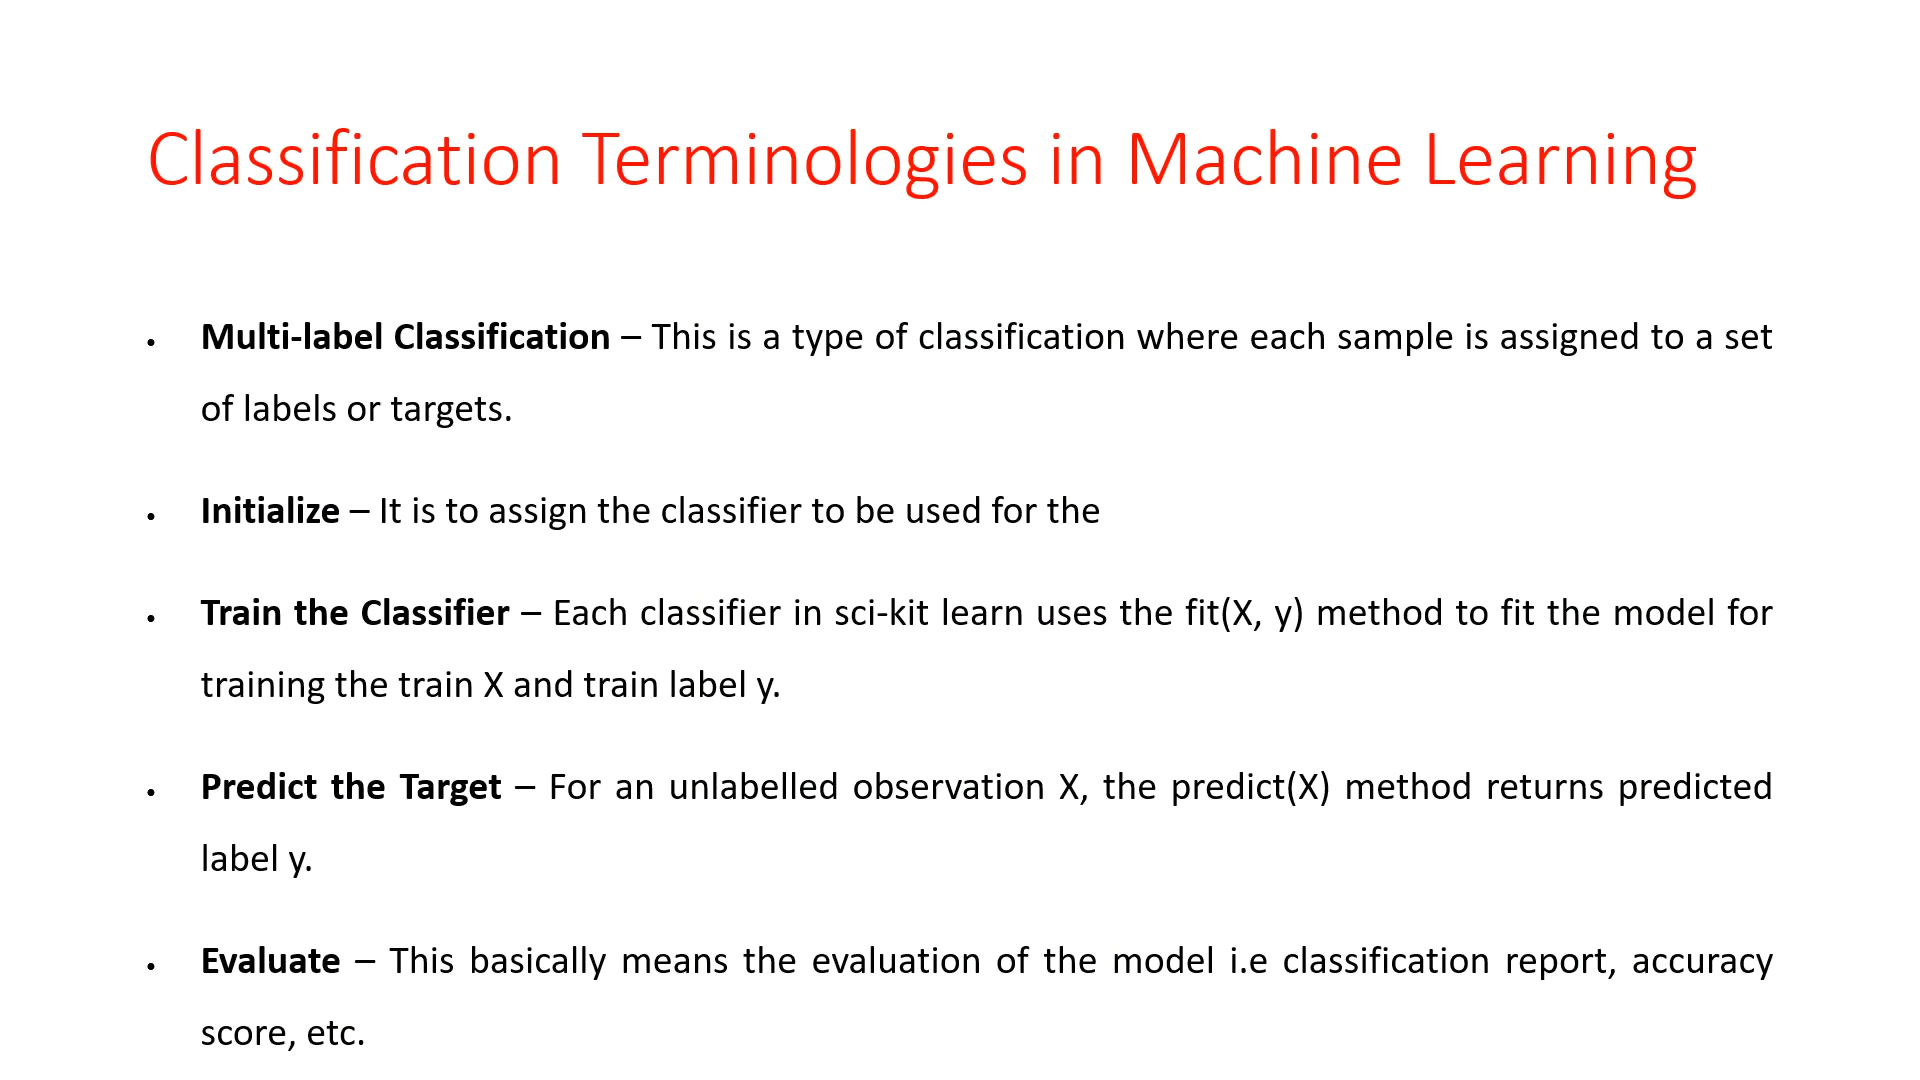 Classification Terminologies in Machine Learning
• Multi-label Classification – This is a type of classification where each sample is assigned to a set
of labels or targets.
• Initialize – It is to assign the classifier to be used for the
• Train the Classifier – Each classifier in sci-kit learn uses the fit(X, y) method to fit the model for
training the train X and train label y.
• Predict the Target – For an unlabelled observation X, the predict(X) method returns predicted
label y.
• Evaluate – This basically means the evaluation of the model i.e classification report, accuracy
score, etc.